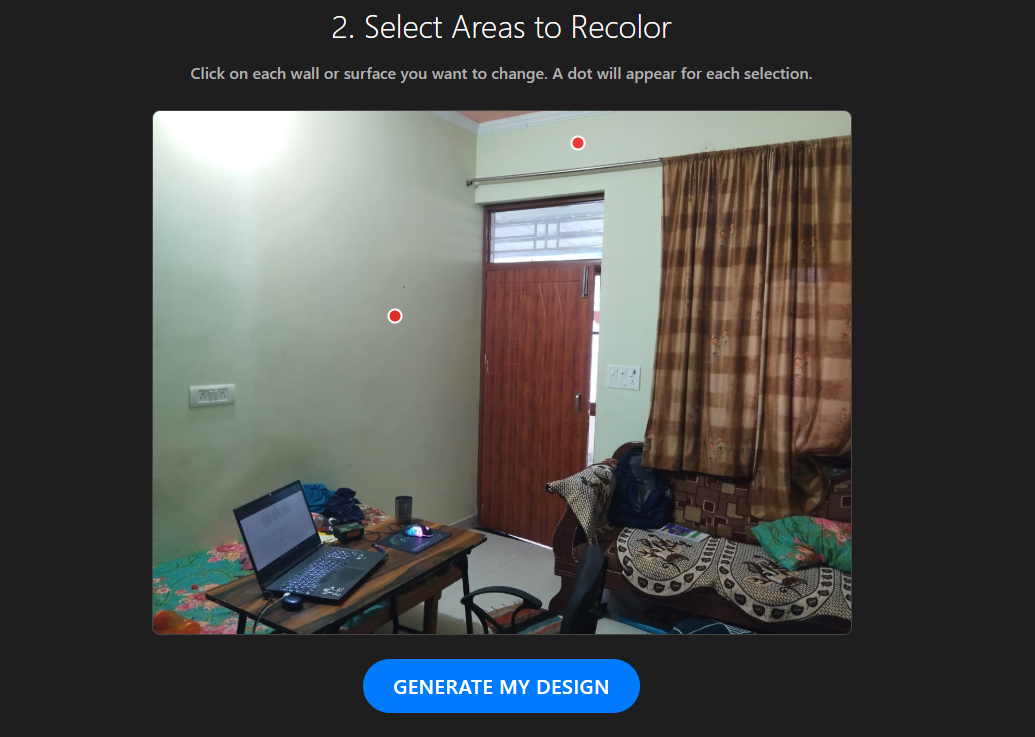 2. Select Areas to Recolor
Click on each wall or surface you want to change. A dot will appear for each selection.
GENERATE MY DESIGN